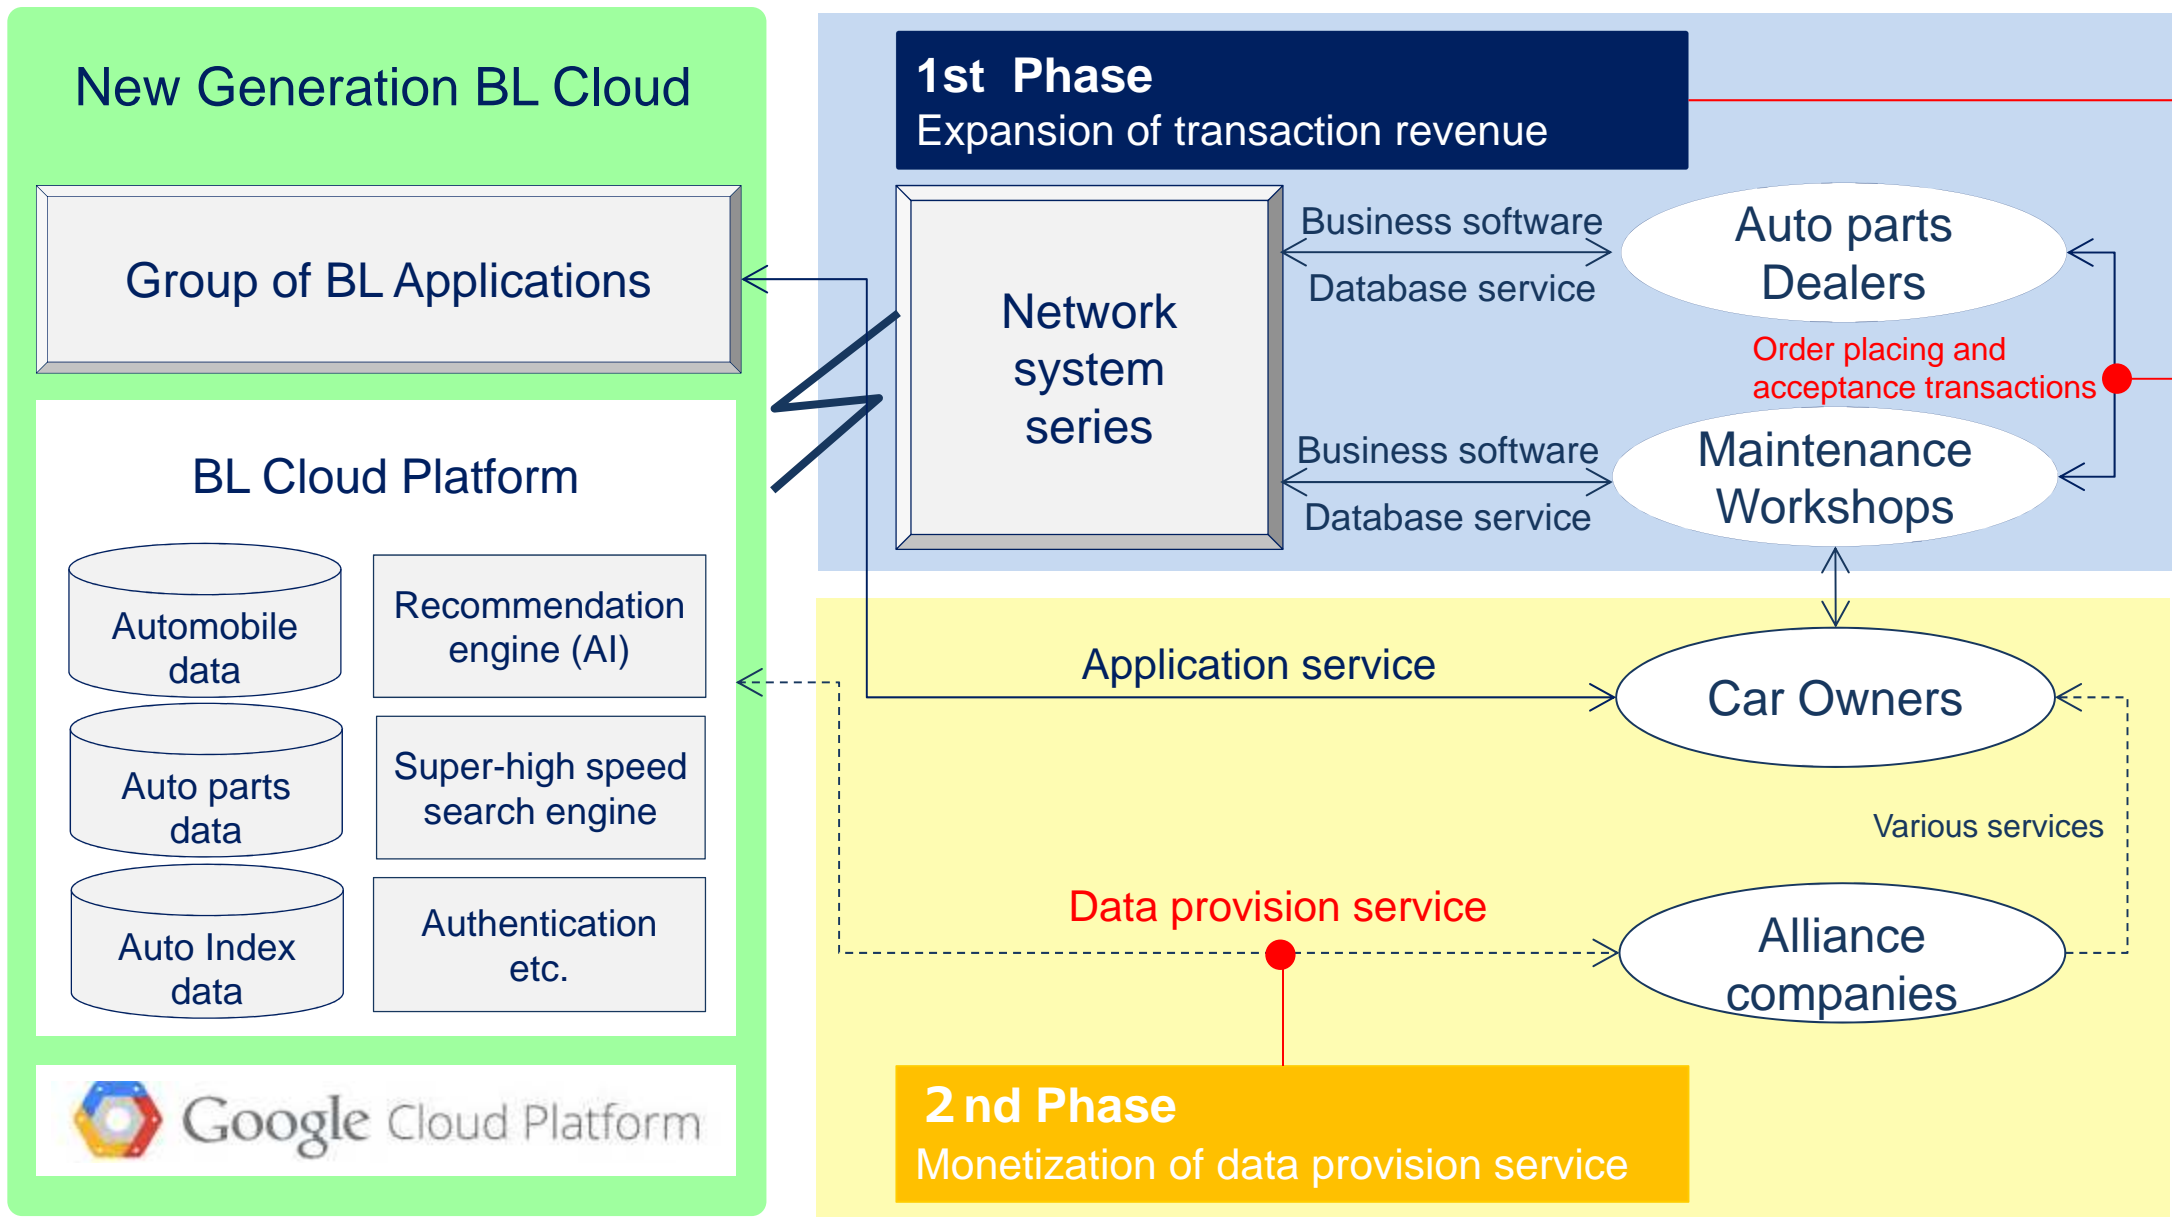 New Generation BL Cloud
Group of BL Applications
BL Cloud Platform
Automobile
data
Recommendation
engine (AI)
Auto parts
data
Super-high speed
search engine
Auto Index
data
Authentication
etc.
Google Cloud Platform
1st Phase
Expansion of transaction revenue
Network
system
series
Business software
Database service
Auto parts
Dealers
Order placing and
acceptance transactions
Business software
Database service
Maintenance
Workshops
Application service
Car Owners
Various services
Data provision service
Alliance
companies
2nd Phase
Monetization of data provision service